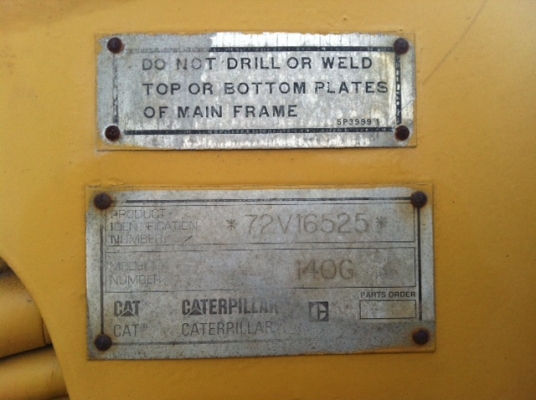 DO NOT DRILL OR WELD
TOP OR BOTTOM PLATES
OF MAIN FRAME
5P3999 1
PRODUCT
IDENTIFICATION
NUMBER
*72V16525*
MODEL
NUMBER
140G
PARTS ORDER
CAT CATERPILLAR C
CAT CATERPILLAR